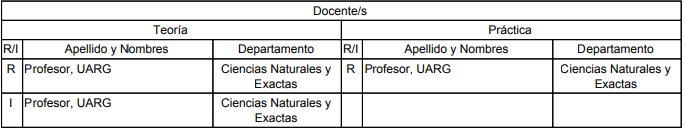 Docente/s
Teoría Práctica
R/I Apellido y Nombres Departamento R/I Apellido y Nombres Departamento
R Profesor, UARG Ciencias Naturales y Exactas R Profesor, UARG Ciencias Naturales y Exactas
I Profesor, UARG Ciencias Naturales y Exactas